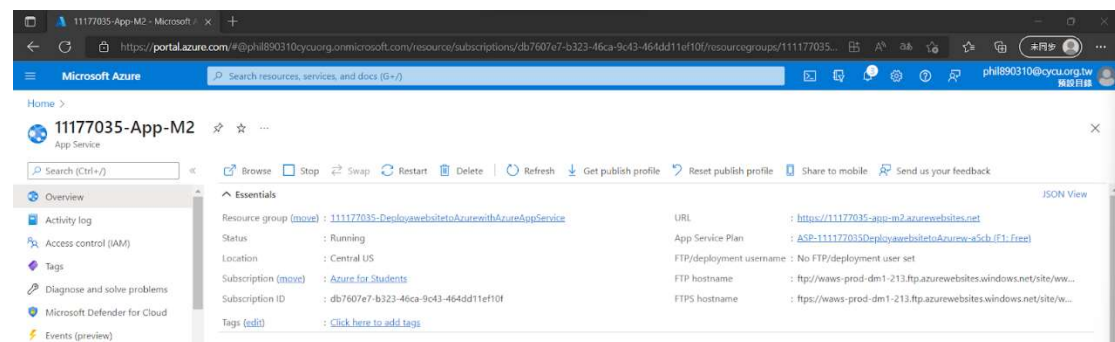 11177035-App-M2 - Microsoft A
https://portal.azure.com/#@phil890310cycuorg.onmicrosoft.com/resource/subscriptions/db7607e7-b323-46ca-9c43-464dd11ef10f/resourcegroups/111177035...
未同步
Microsoft Azure
Search resources, services, and docs (G+/)
3
phil890310@cycu.org.tw
預設目錄
Home >
11177035-App-M2
App Service
Search (Ctrl+/)
Browse Stop Swap Restart Delete Refresh Get publish profile Reset publish profile Share to mobile Send us your feedback
Overview
Activity log
Access control (IAM)
Tags
Diagnose and solve problems
Microsoft Defender for Cloud
Events (preview)
Essentials JSON View
Resource group (move) : 111177035-DeployawebsitetoAzurewithAzureAppService
Status : Running
Location : Central US
Subscription (move) : Azure for Students
Subscription ID : db7607e7-b323-46ca-9c43-464dd11ef10f
Tags (edit) : Click here to add tags
URL : https://11177035-app-m2.azurewebsites.net
App Service Plan : ASP-111177035DeployawebsitetoAzurew-a5cb (F1: Free)
FTP/deployment username : No FTP/deployment user set
FTP hostname : ftp://waws-prod-dm1-213.ftp.azurewebsites.windows.net/site/ww...
FTPS hostname : ftps://waws-prod-dm1-213.ftp.azurewebsites.windows.net/site/w...